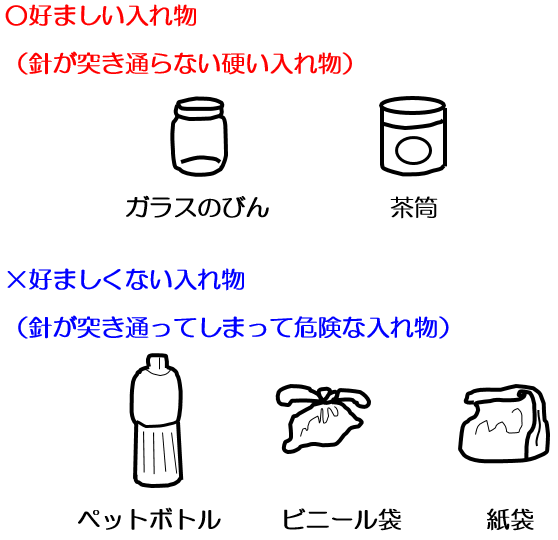 〇好ましい入れ物
（針が突き通らない硬い入れ物）
ガラスのびん 茶筒
×好ましくない入れ物
（針が突き通ってしまって危険な入れ物）
ペットボトル ビニール袋 紙袋